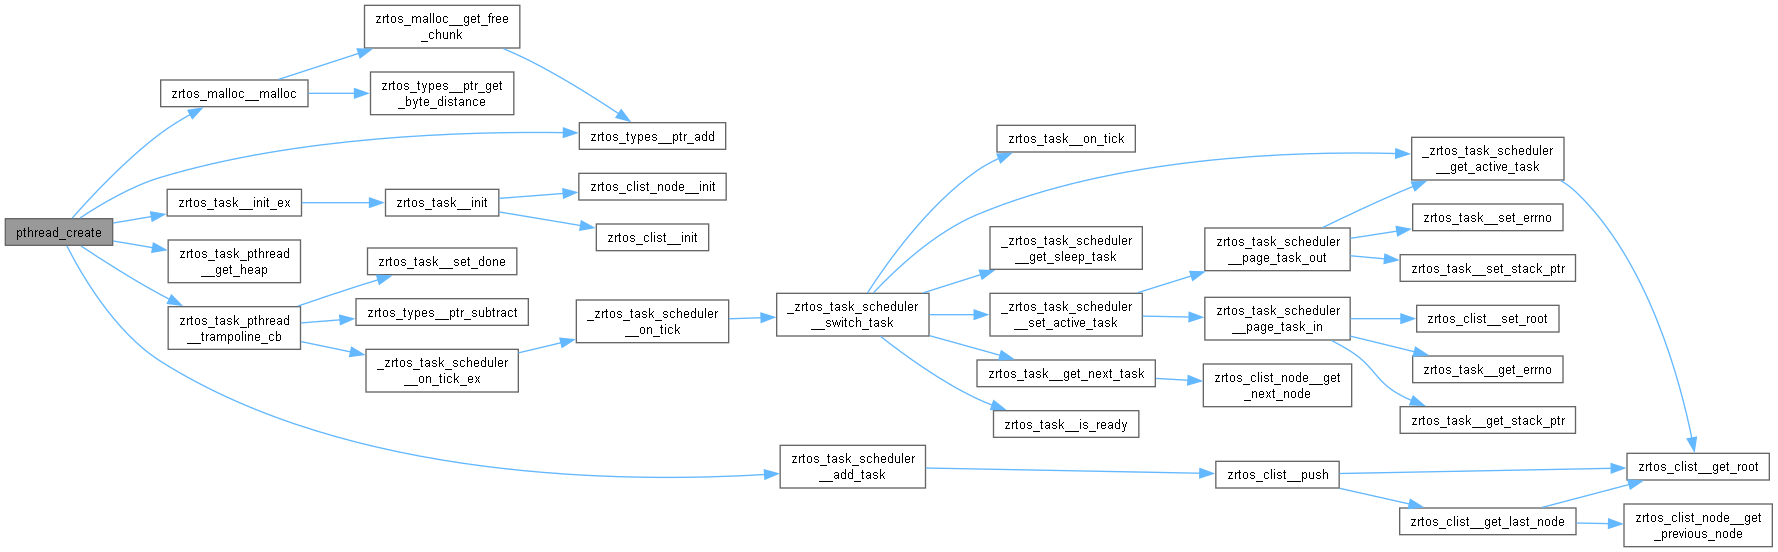 pthread_create
zrtos_malloc__malloc
zrtos_malloc__get_free
_chunk
zrtos_types__ptr_get
_byte_distance
zrtos_types__ptr_add
zrtos_task__init_ex
zrtos_task__init
zrtos_clist_node__init
zrtos_clist__init
zrtos_task_pthread
__get_heap
zrtos_task_pthread
__trampoline_cb
zrtos_task__set_done
zrtos_types__ptr_subtract
_zrtos_task_scheduler
__on_tick_ex
_zrtos_task_scheduler
__on_tick
_zrtos_task_scheduler
__switch_task
zrtos_task__on_tick
_zrtos_task_scheduler
__get_sleep_task
_zrtos_task_scheduler
__set_active_task
zrtos_task__get_next_task
zrtos_task__is_ready
zrtos_task_scheduler
__page_task_out
zrtos_task_scheduler
__page_task_in
zrtos_clist_node__get
_next_node
_zrtos_task_scheduler
__get_active_task
zrtos_task__set_errno
zrtos_task__set_stack_ptr
zrtos_clist__set_root
zrtos_task__get_errno
zrtos_task__get_stack_ptr
zrtos_task_scheduler
__add_task
zrtos_clist__push
zrtos_clist__get_last_node
zrtos_clist__get_root
zrtos_clist_node__get
_previous_node